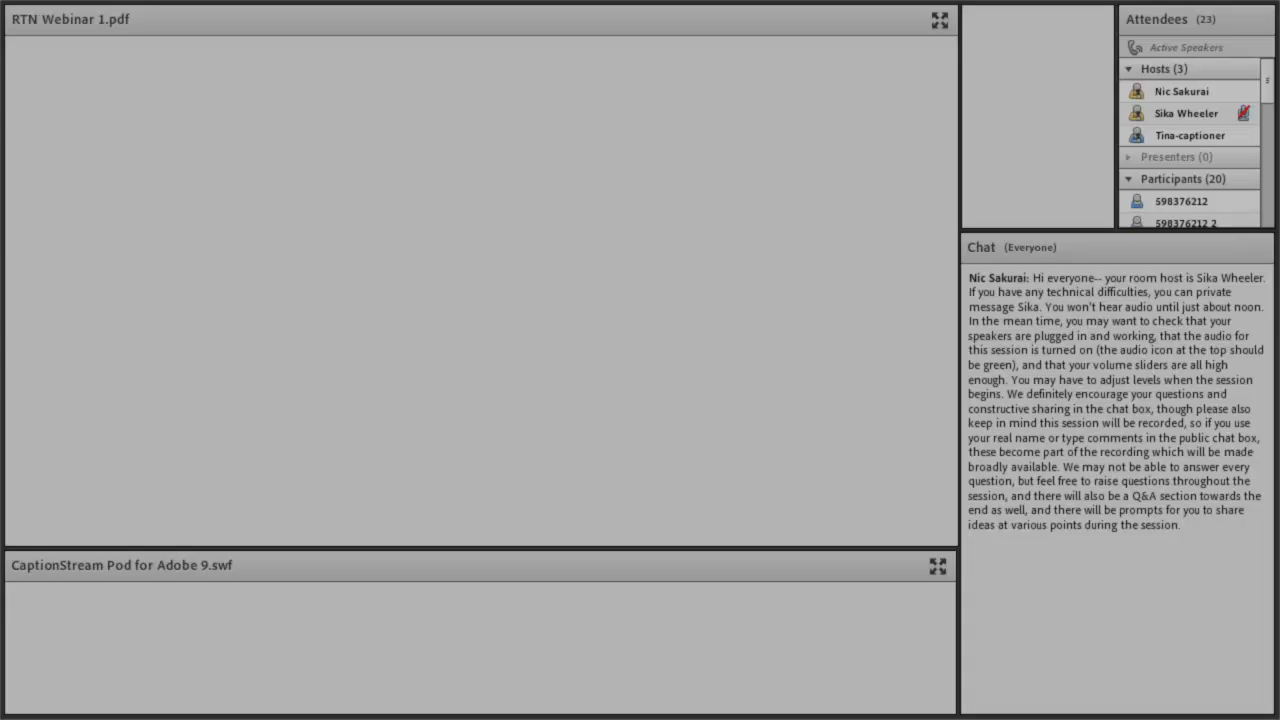 RTN Webinar 1.pdf
Attendees (23)
Active Speakers
Hosts (3)
Nic Sakurai
Sika Wheeler
Tina-captioner
Presenters (0)
Participants (20)
598376212
598376212 2
Chat (Everyone)
Nic Sakurai: Hi everyone-- your room host is Sika Wheeler.
If you have any technical difficulties, you can private
message Sika. You won't hear audio until just about noon.
In the mean time, you may want to check that your
speakers are plugged in and working, that the audio for
this session is turned on (the audio icon at the top should
be green), and that your volume sliders are all high
enough. You may have to adjust levels when the session
begins. We definitely encourage your questions and
constructive sharing in the chat box, though please also
keep in mind this session will be recorded, so if you use
your real name or type comments in the public chat box,
these become part of the recording which will be made
broadly available. We may not be able to answer every
question, but feel free to raise questions throughout the
session, and there will also be a Q&A section towards the
end as well, and there will be prompts for you to share
ideas at various points during the session.
CaptionStream Pod for Adobe 9.swf